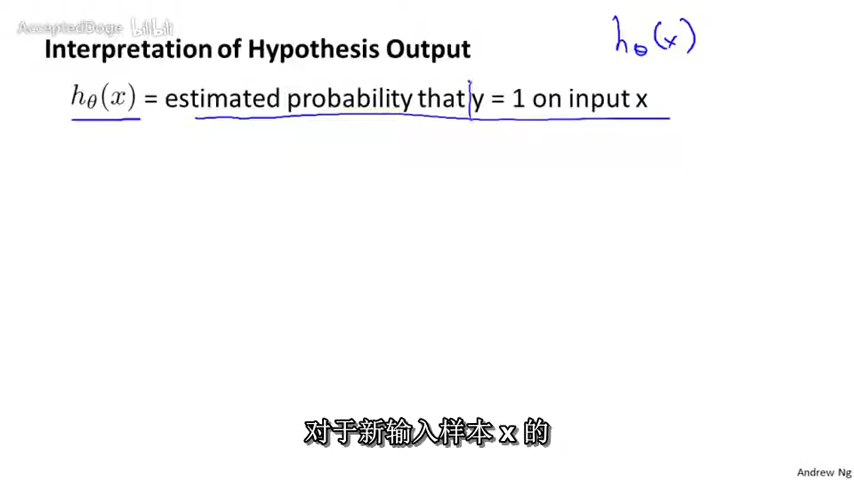 AcceptedDoge bilibili
Interpretation of Hypothesis Output
hθ(x)
hθ(x) = estimated probability that y = 1 on input x
对于新输入样本 x 的
Andrew Ng